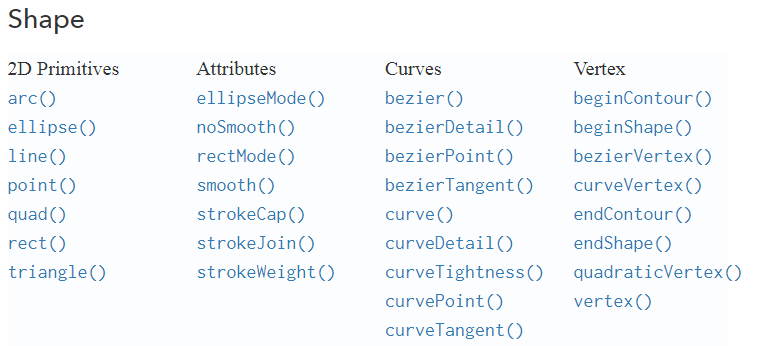 Shape
2D Primitives
arc()
ellipse()
line()
point()
quad()
rect()
triangle()
Attributes
ellipseMode()
noSmooth()
rectMode()
smooth()
strokeCap()
strokeJoin()
strokeWeight()
Curves
bezier()
bezierDetail()
bezierPoint()
bezierTangent()
curve()
curveDetail()
curveTightness()
curvePoint()
curveTangent()
Vertex
beginContour()
beginShape()
bezierVertex()
curveVertex()
endContour()
endShape()
quadraticVertex()
vertex()